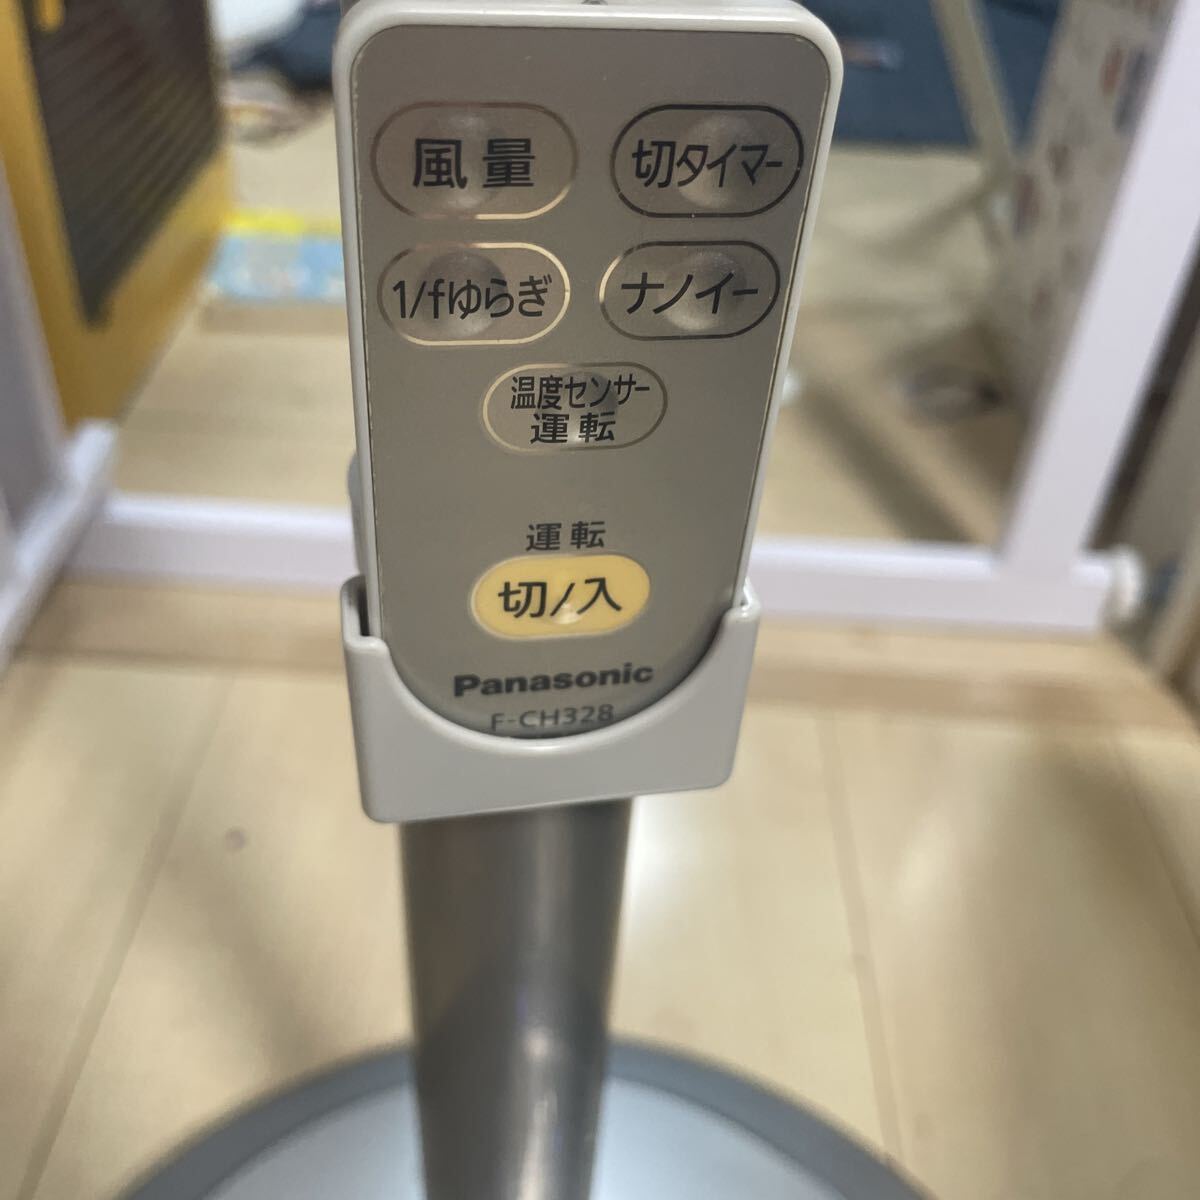 風量
切タイマー
1/fゆらぎ
ナノイー
温度センサー
運転
運転
切/入
Panasonic
F-CH328